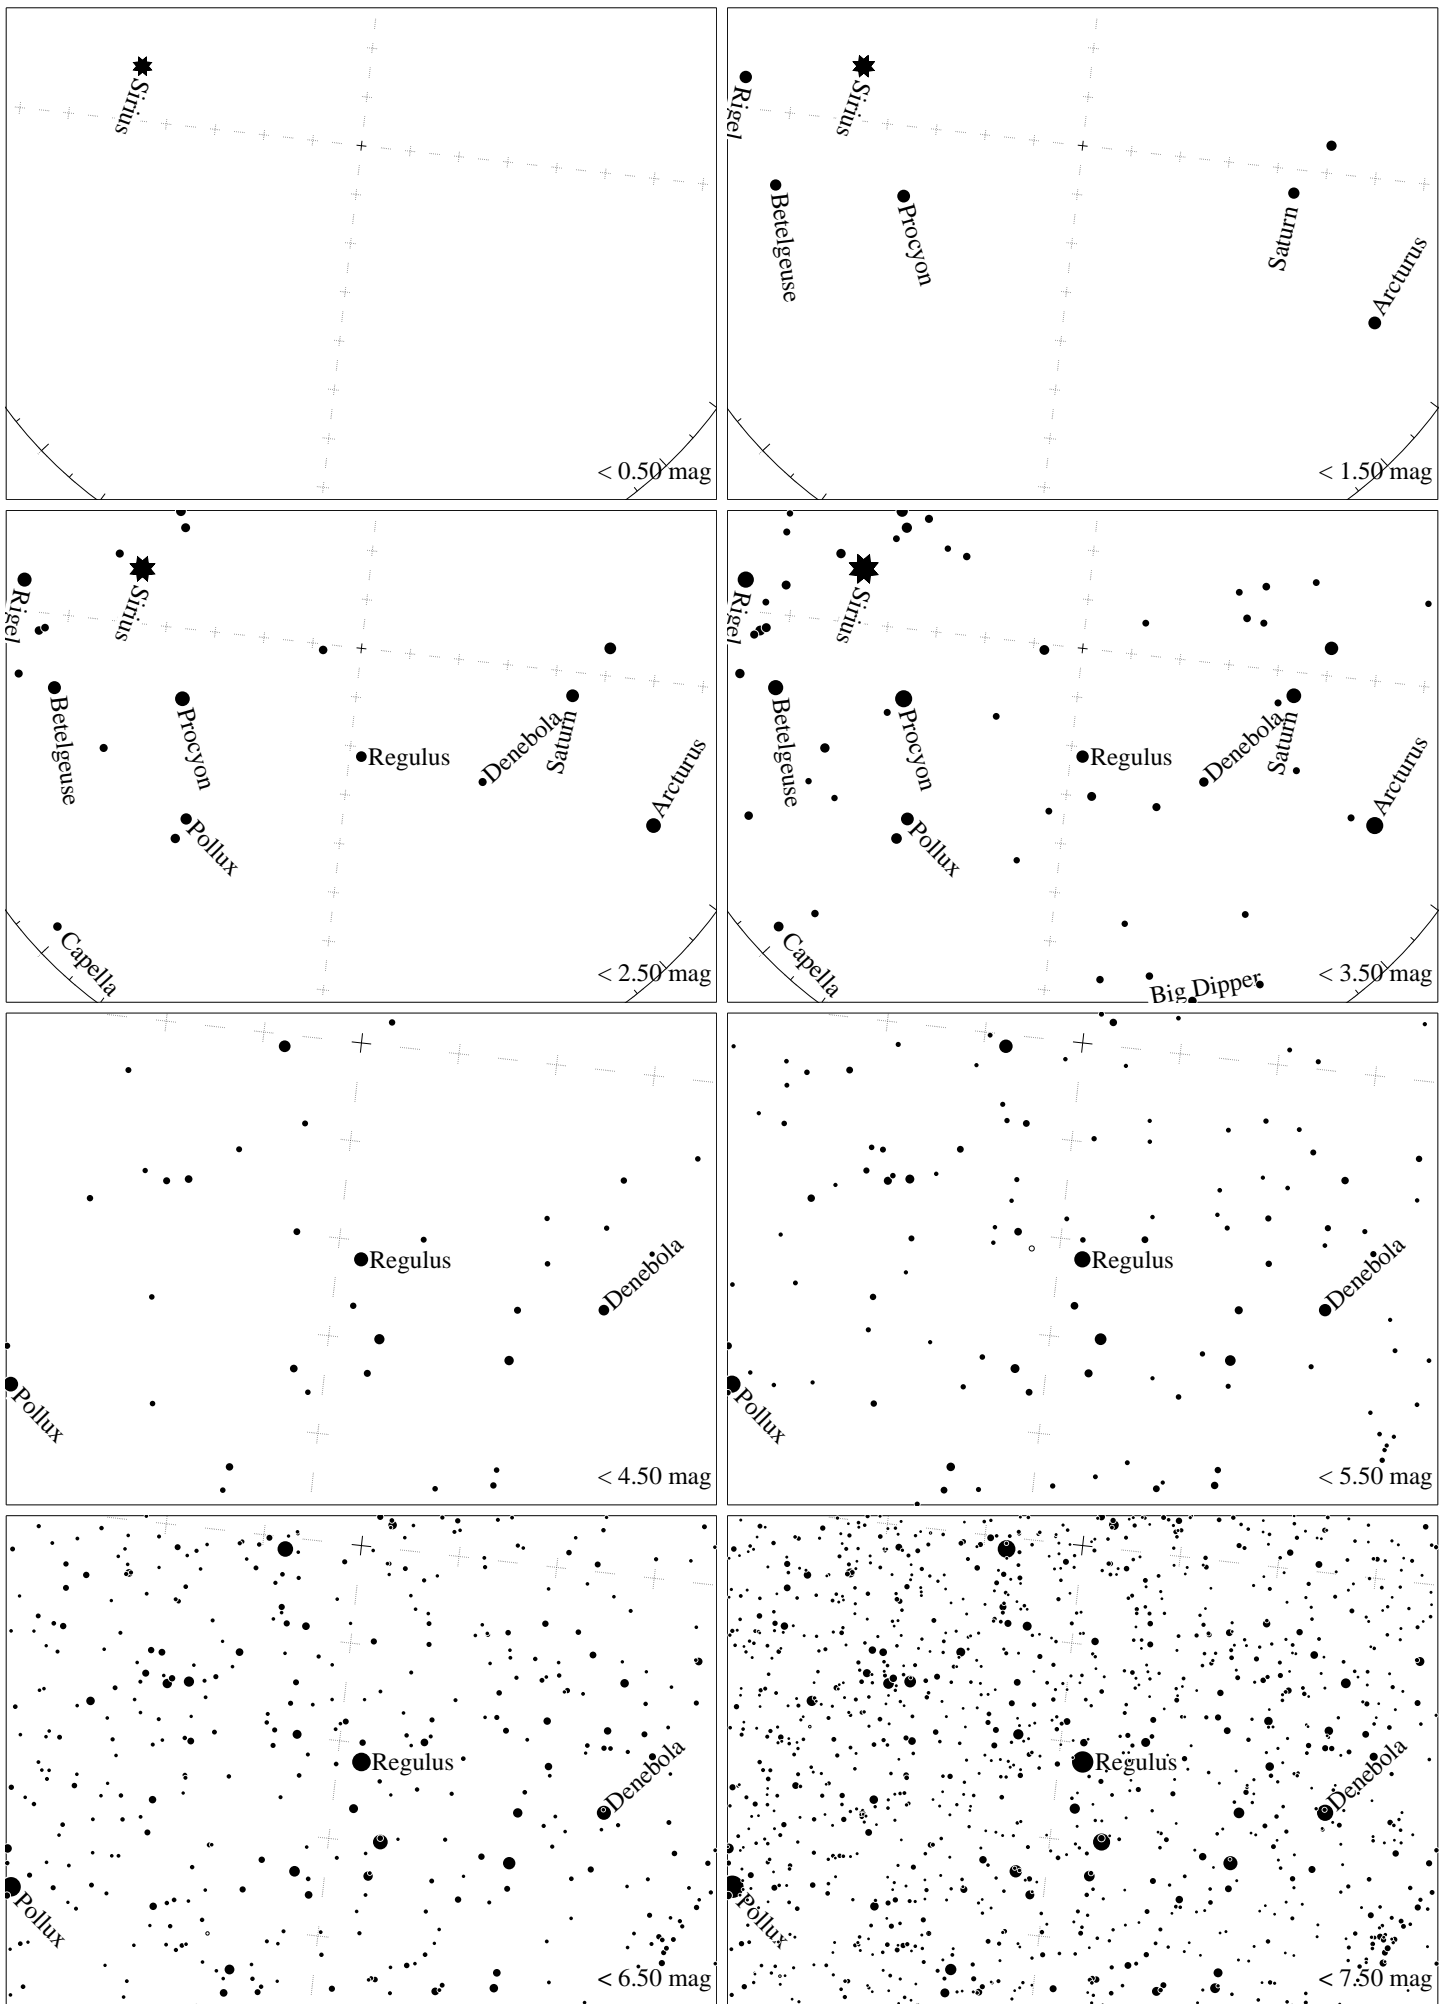 Sirius
< 0.50 mag
Rigel
Sirius
Betelgeuse
Procyon
Saturn
Arcturus
< 1.50 mag
Rigel
Sirius
Betelgeuse
Procyon
Regulus
Denebola
Saturn
Arcturus
Pollux
Capella
< 2.50 mag
Rigel
Sirius
Betelgeuse
Procyon
Regulus
Denebola
Saturn
Arcturus
Pollux
Capella
Big Dipper
< 3.50 mag
Regulus
Denebola
Pollux
< 4.50 mag
Regulus
Denebola
Pollux
< 5.50 mag
Regulus
Denebola
Pollux
< 6.50 mag
Regulus
Denebola
Pollux
< 7.50 mag